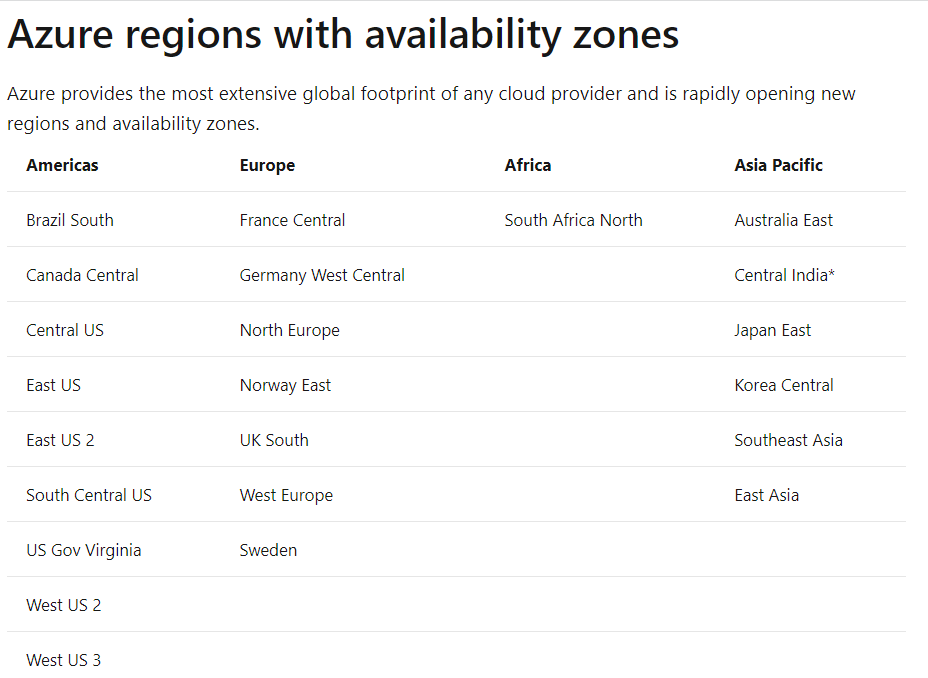 Azure regions with availability zones
Azure provides the most extensive global footprint of any cloud provider and is rapidly opening new
regions and availability zones.
Americas Europe Africa Asia Pacific
Brazil South France Central South Africa North Australia East
Canada Central Germany West Central Central India*
Central US North Europe Japan East
East US Norway East Korea Central
East US 2 UK South Southeast Asia
South Central US West Europe East Asia
US Gov Virginia Sweden
West US 2
West US 3